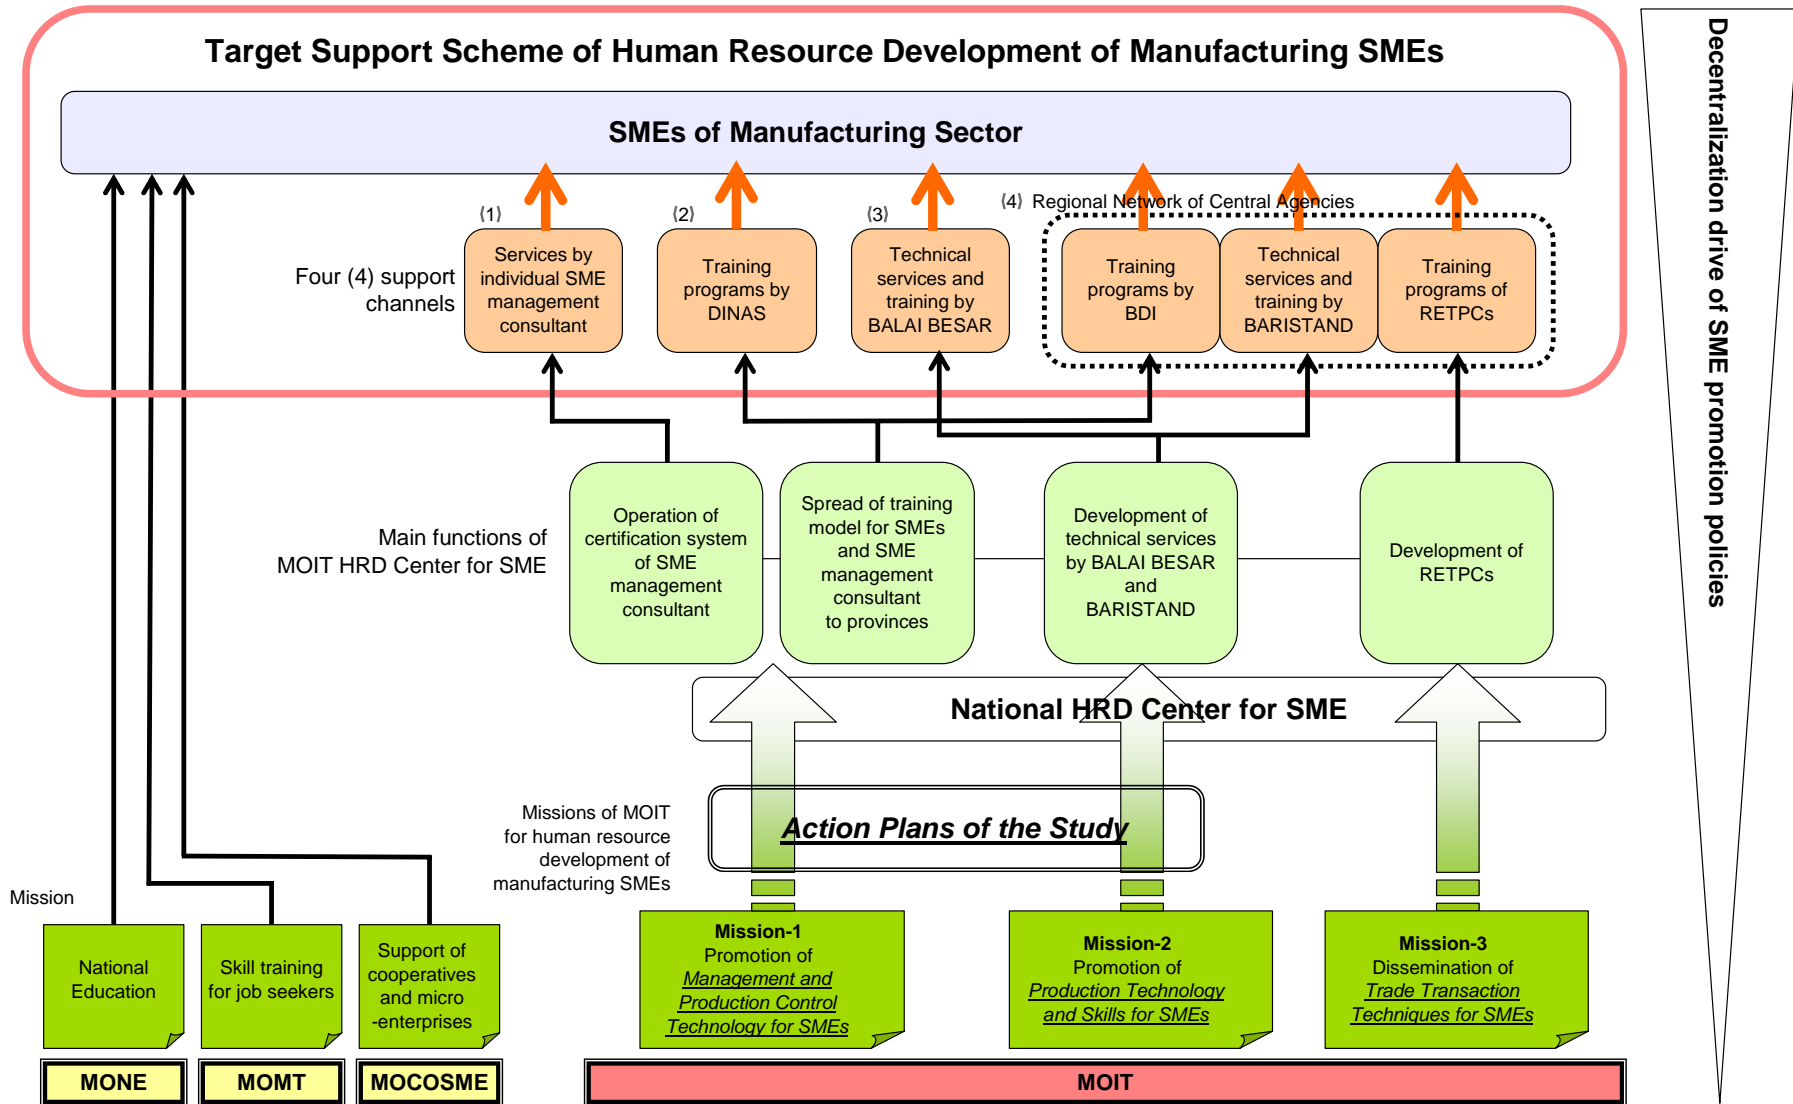 Target Support Scheme of Human Resource Development of Manufacturing SMEs
SMEs of Manufacturing Sector
(1)
(2)
(3)
(4) Regional Network of Central Agencies
Four (4) support
channels
Services by
individual SME
management
consultant
Training
programs by
DINAS
Technical
services and
training by
BALAI BESAR
Training
programs by
BDI
Technical
services and
training by
BARISTAND
Training
programs of
RETPCs
Main functions of
MOIT HRD Center for SME
Operation of
certification system
of SME
management
consultant
Spread of training
model for SMEs
and SME
management
consultant
to provinces
Development of
technical services
by BALAI BESAR
and
BARISTAND
Development of
RETPCs
National HRD Center for SME
Missions of MOIT
for human resource
development of
manufacturing SMEs
Action Plans of the Study
Mission
National
Education
Skill training
for job seekers
Support of
cooperatives
and micro
-enterprises
Mission-1
Promotion of
Management and
Production Control
Technology for SMEs
Mission-2
Promotion of
Production Technology
and Skills for SMEs
Mission-3
Dissemination of
Trade Transaction
Techniques for SMEs
MONE
MOMT
MOCOSME
MOIT
Decentralization drive of SME promotion policies